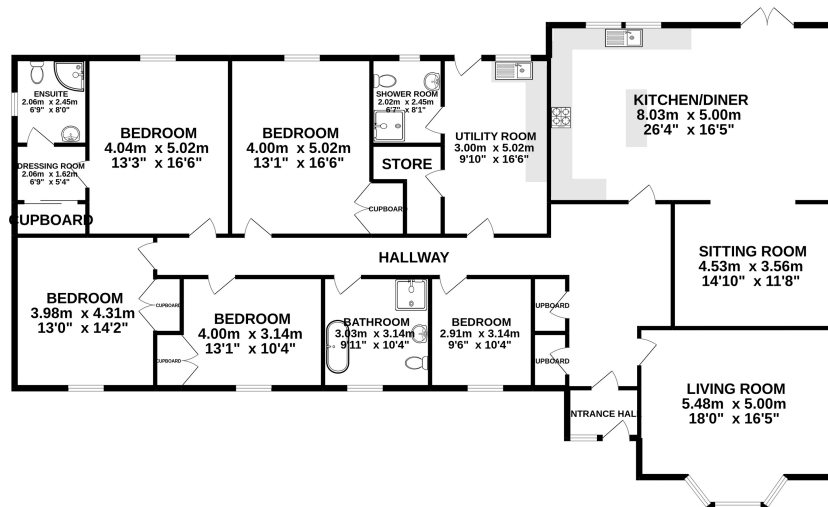 ENSUITE
2.06m x 2.45m
6'9" x 8'0"
BEDROOM
4.04m x 5.02m
13'3" x 16'6"
BEDROOM
4.00m x 5.02m
13'1" x 16'6"
SHOWER ROOM
2.02m x 2.45m
6'7" x 8'1"
UTILITY ROOM
3.00m x 5.02m
9'10" x 16'6"
KITCHEN/DINER
8.03m x 5.00m
26'4" x 16'5"
STORE
DRESSING ROOM
2.06m x 1.62m
6'9" x 5'4"
CUPBOARD
CUPBOARD
HALLWAY
SITTING ROOM
4.53m x 3.56m
14'10" x 11'8"
BEDROOM
3.98m x 4.31m
13'0" x 14'2"
CUPBOARD
BEDROOM
4.00m x 3.14m
13'1" x 10'4"
CUPBOARD
BATHROOM
3.03m x 3.14m
9'11" x 10'4"
BEDROOM
2.91m x 3.14m
9'6" x 10'4"
UPBOARD
UPBOARD
NTRANCE HAL
LIVING ROOM
5.48m x 5.00m
18'0" x 16'5"